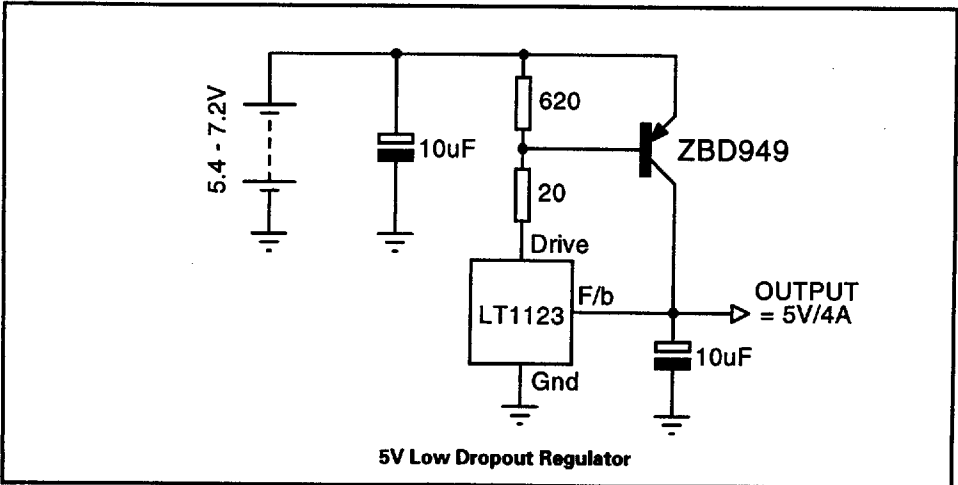 5.4 - 7.2V
10uF
620
ZBD949
20
Drive
LT1123
F/b
OUTPUT
= 5V/4A
10uF
Gnd
5V Low Dropout Regulator